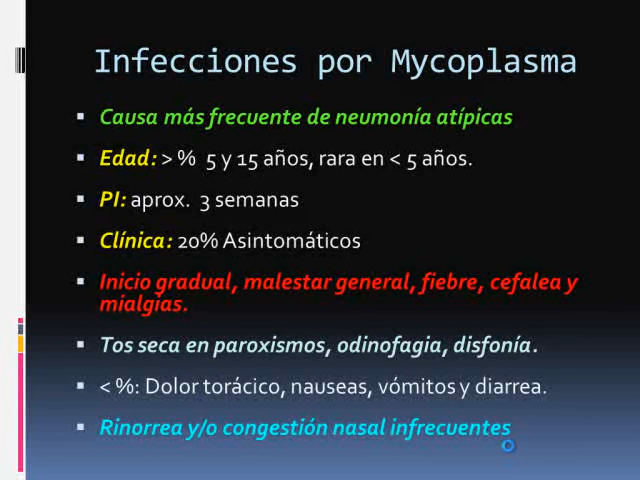 Infecciones por Mycoplasma
Causa más frecuente de neumonía atípicas
Edad: > % 5 y 15 años, rara en < 5 años.
PI: aprox. 3 semanas
Clínica: 20% Asintomáticos
Inicio gradual, malestar general, fiebre, cefalea y
mialgias.
Tos seca en paroxismos, odinofagia, disfonía.
< %: Dolor torácico, nauseas, vómitos y diarrea.
Rinorrea y/o congestión nasal infrecuentes